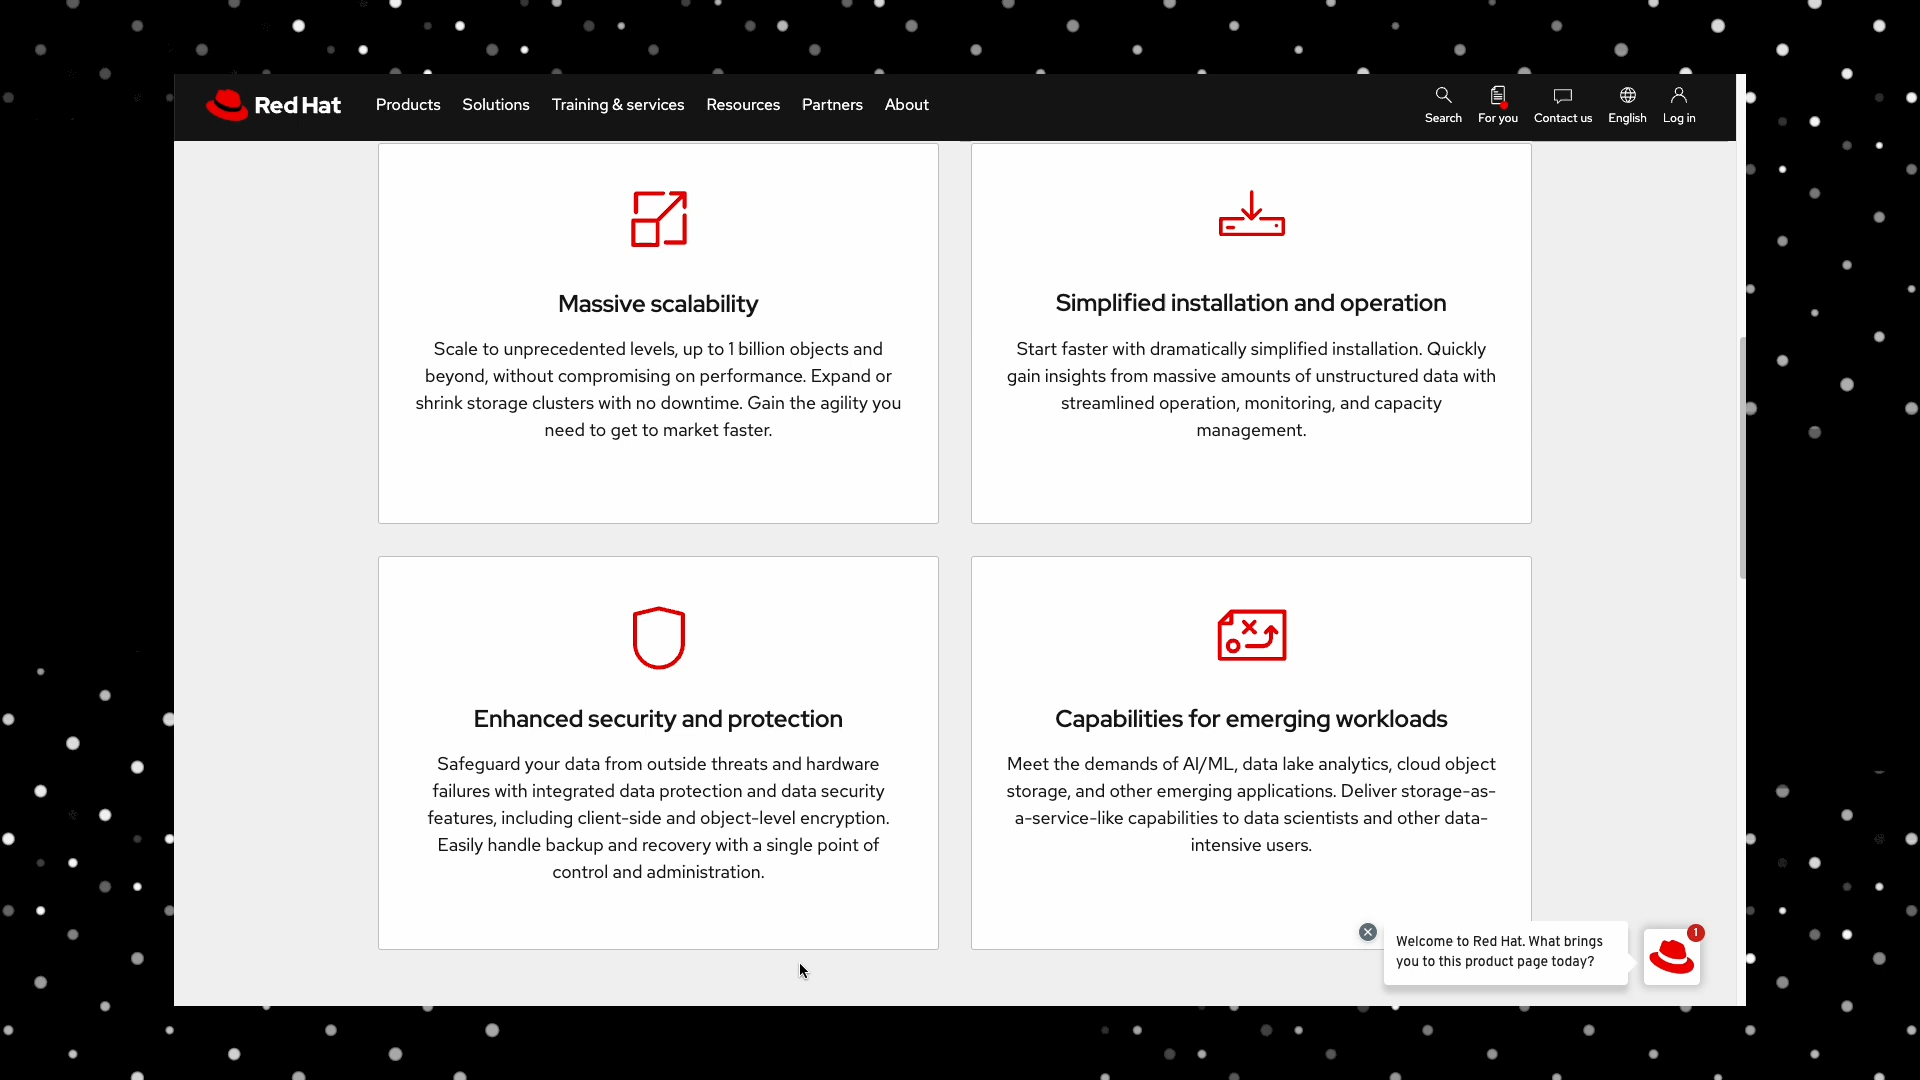 Red Hat
Products Solutions Training & services Resources Partners About
Search For you Contact us English Log in
Massive scalability
Scale to unprecedented levels, up to 1 billion objects and
beyond, without compromising on performance. Expand or
shrink storage clusters with no downtime. Gain the agility you
need to get to market faster.
Simplified installation and operation
Start faster with dramatically simplified installation. Quickly
gain insights from massive amounts of unstructured data with
streamlined operation, monitoring, and capacity
management.
Enhanced security and protection
Safeguard your data from outside threats and hardware
failures with integrated data protection and data security
features, including client-side and object-level encryption.
Easily handle backup and recovery with a single point of
control and administration.
Capabilities for emerging workloads
Meet the demands of AI/ML, data lake analytics, cloud object
storage, and other emerging applications. Deliver storage-as-
a-service-like capabilities to data scientists and other data-
intensive users.
Welcome to Red Hat. What brings
you to this product page today?
1